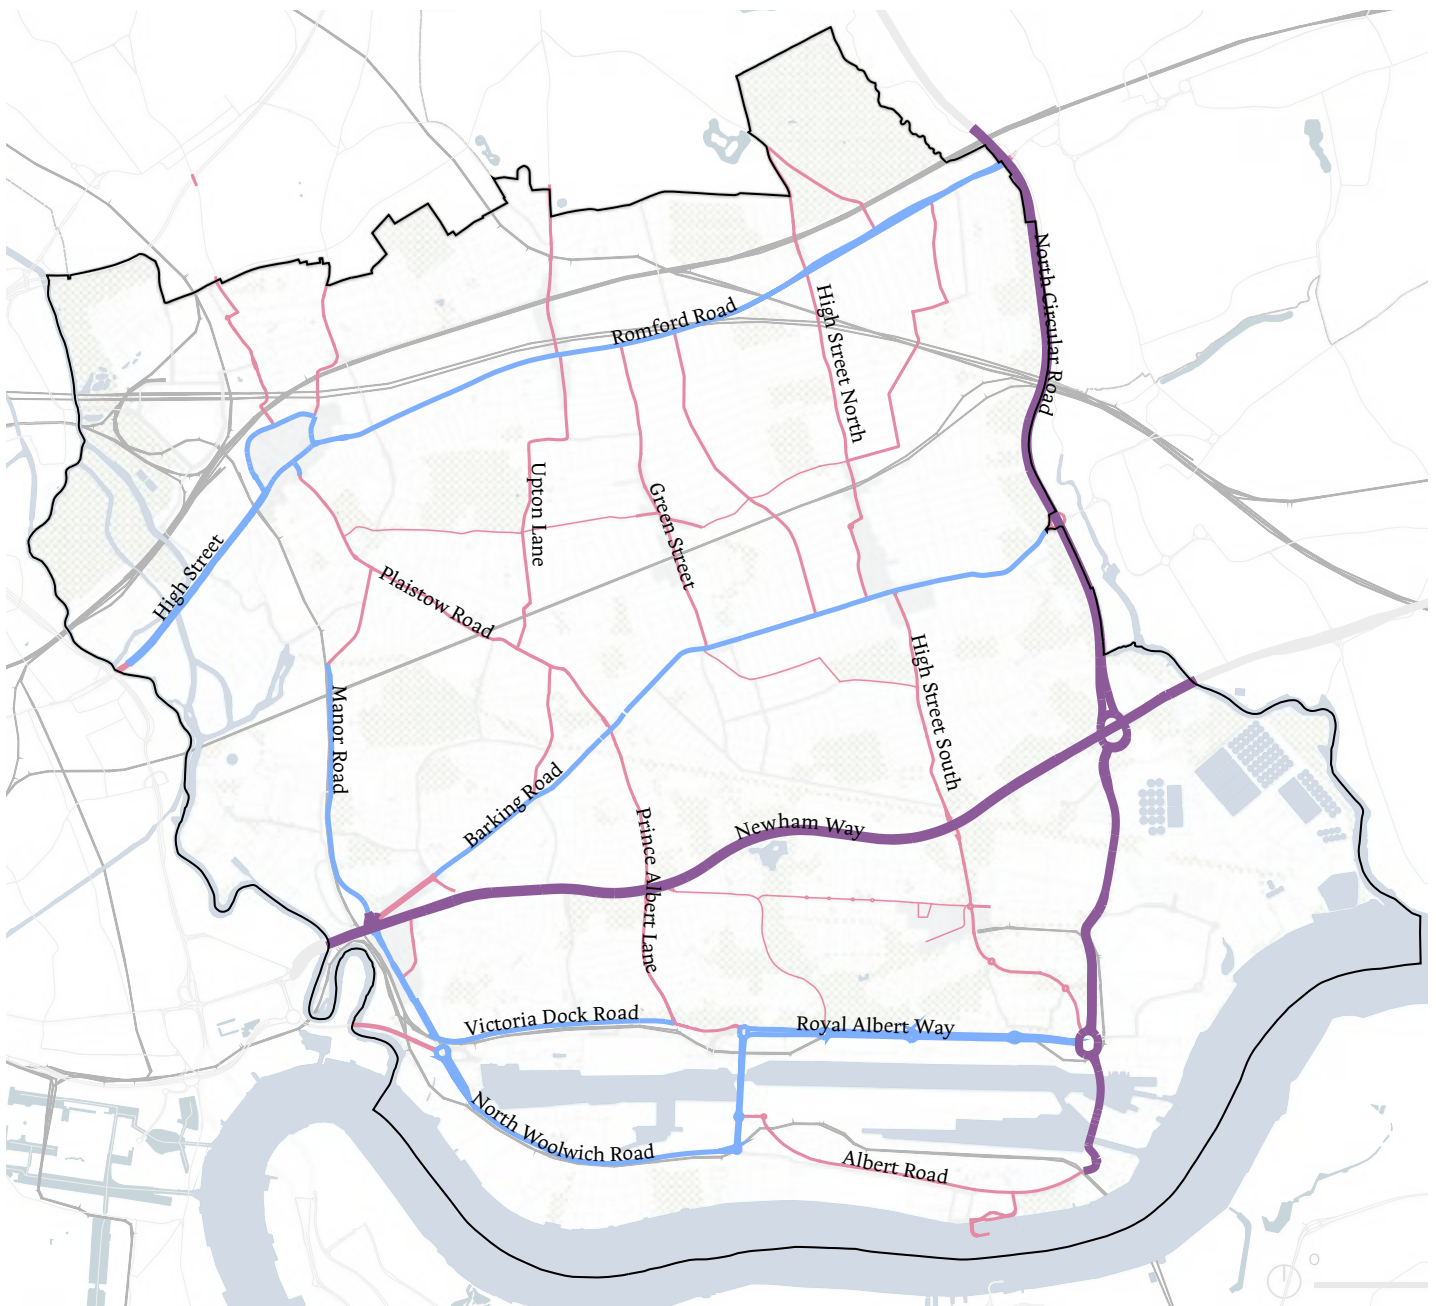 North Circular Road
Romford Road
High Street North
Upton Lane
Green Street
High Street
Plaistow Road
High Street South
Manor Road
Barking Road
Prince Albert Lane
Newham Way
Victoria Dock Road
Royal Albert Way
North Woolwich Road
Albert Road
0